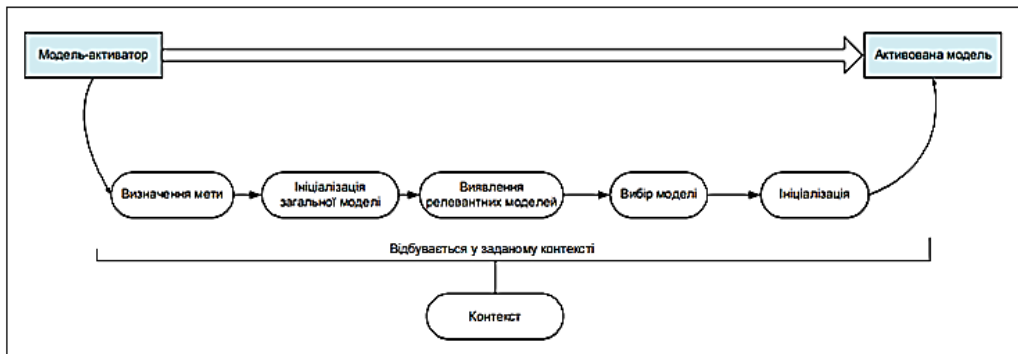 Модель-активатор
Активована модель
Визначення мети
Ініціалізація
загальної моделі
Виявлення
релевантних моделей
Вибір моделі
Ініціалізація
Відбувається у заданому контексті
Контекст